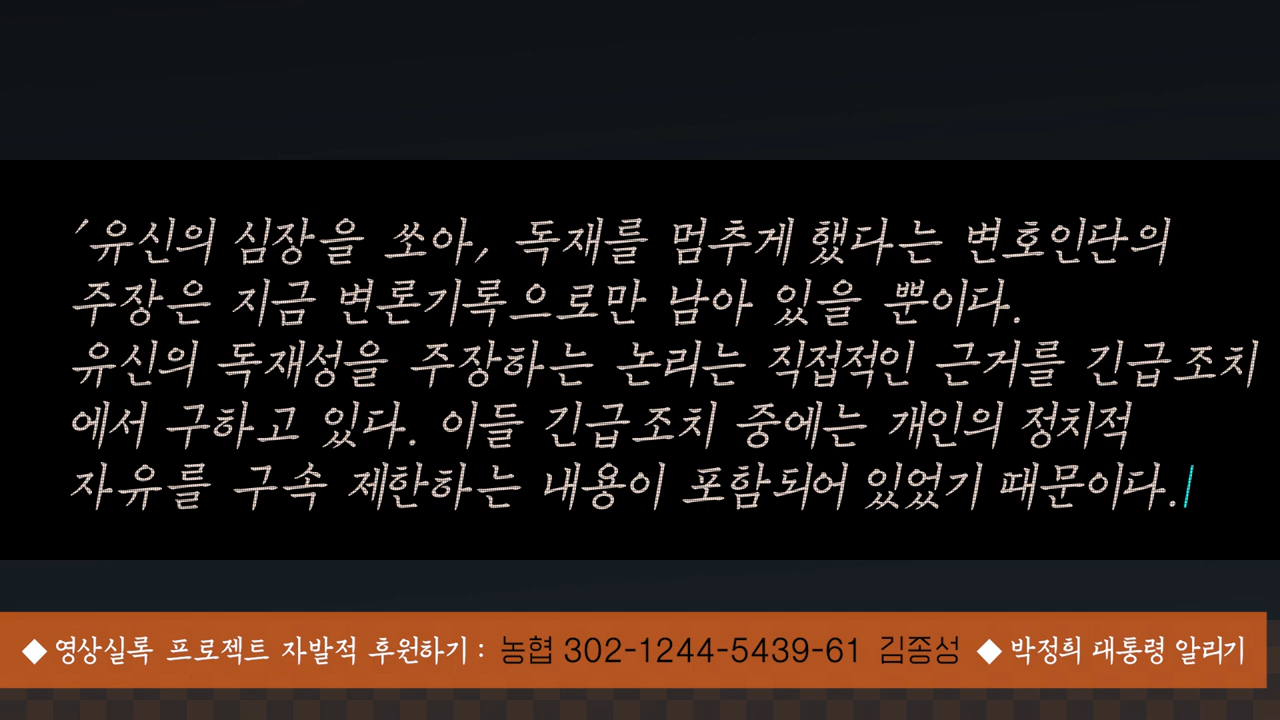 '유신의 심장을 쏘아, 독재를 멈추게 했다는 변호인단의
주장은 지금 변론기록으로만 남아 있을 뿐이다.
유신의 독재성을 주장하는 논리는 직접적인 근거를 긴급조치
에서 구하고 있다. 이들 긴급조치 중에는 개인의 정치적
자유를 구속 제한하는 내용이 포함되어 있었기 때문이다.
◆ 영상실록 프로젝트 자발적 후원하기 : 농협 302-1244-5439-61 김종성 ◆ 박정희 대통령 알리기